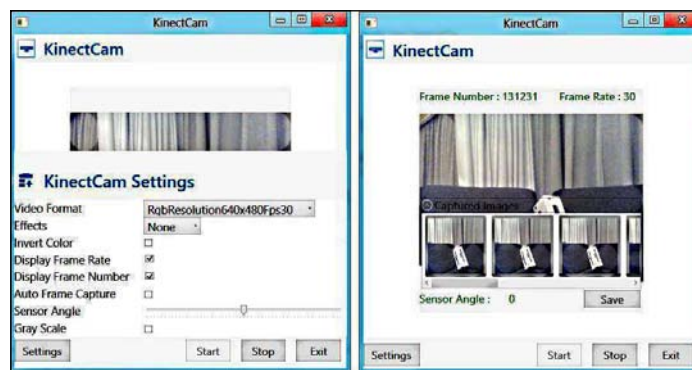 KinectCam
KinectCam
KinectCam Settings
Video Format RgbResolution640x480Fps30
Effects None
Invert Color
Display Frame Rate
Display Frame Number
Auto Frame Capture
Sensor Angle
Gray Scale
Settings Start Stop Exit
KinectCam
KinectCam
Frame Number : 131231 Frame Rate : 30
Captured Images
Sensor Angle : 0 Save
Settings Start Stop Exit